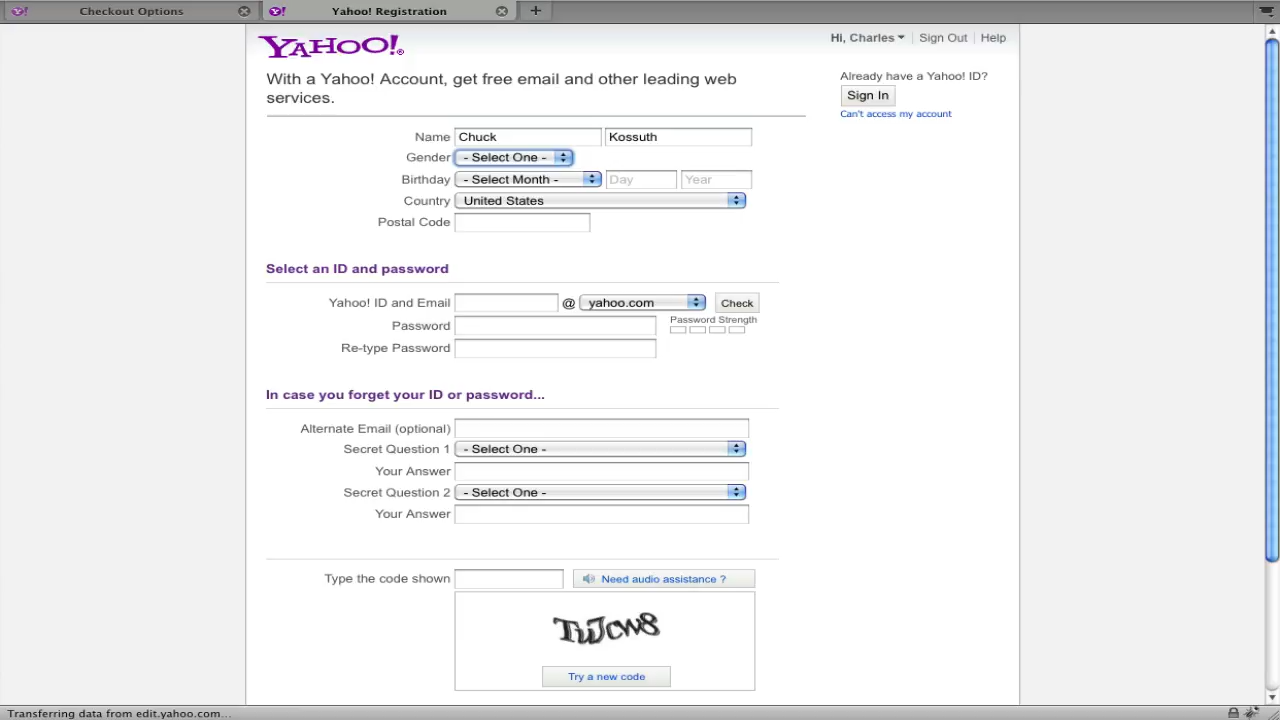 Checkout Options
Yahoo! Registration
YAHOO!
Hi, Charles Sign Out Help
With a Yahoo! Account, get free email and other leading web
services.
Already have a Yahoo! ID?
Sign In
Can't access my account
Name Chuck Kossuth
Gender - Select One -
Birthday - Select Month - Day Year
Country United States
Postal Code
Select an ID and password
Yahoo! ID and Email @ yahoo.com Check
Password Password Strength
Re-type Password
In case you forget your ID or password...
Alternate Email (optional)
Secret Question 1 - Select One -
Your Answer
Secret Question 2 - Select One -
Your Answer
Type the code shown Need audio assistance ?
Try a new code
Transferring data from edit.yahoo.com...